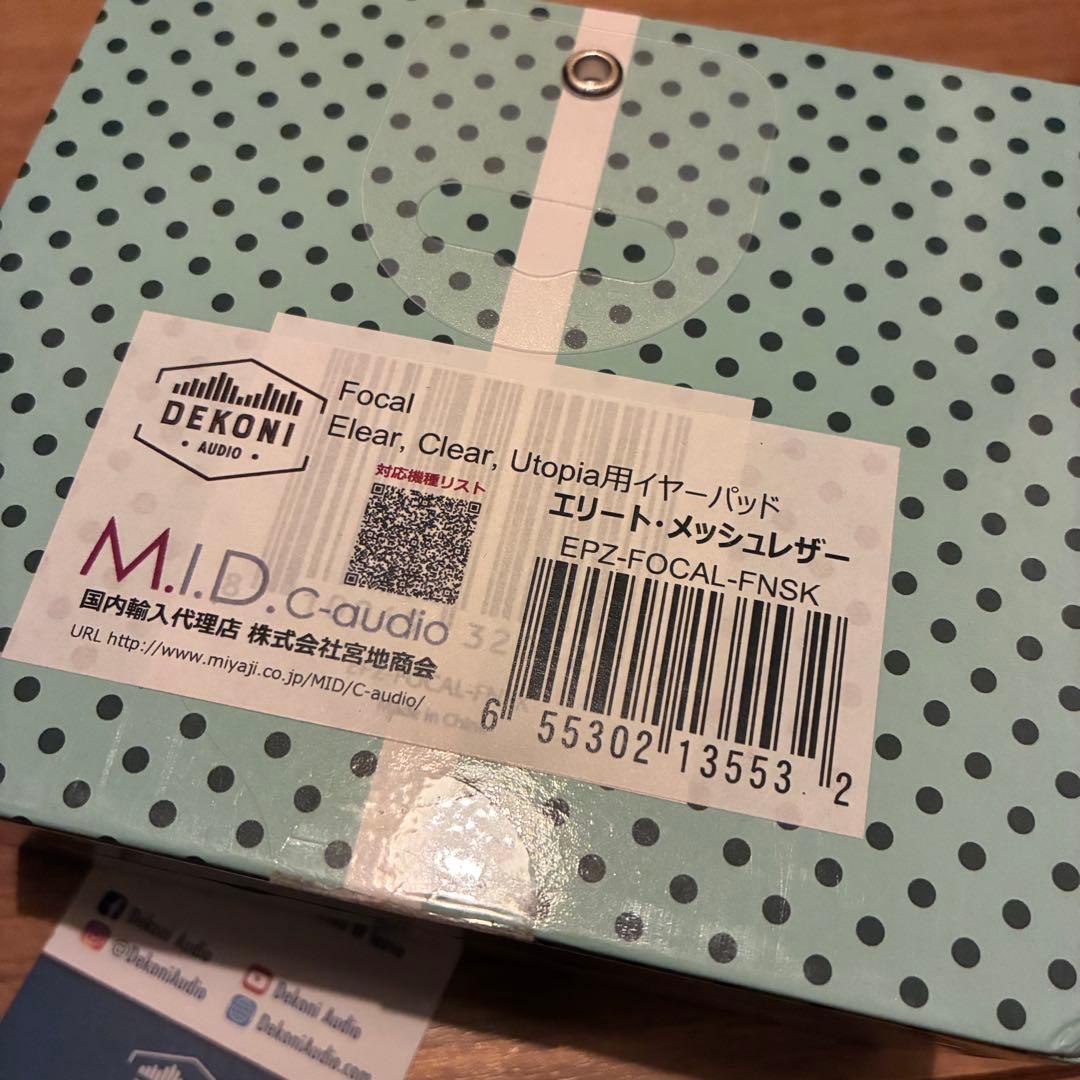 DEKONI
• AUDIO •
Focal
Elear, Clear, Utopia用イヤーパッド
エリート・メッシュレザー
対応機種リスト
EPZ-FOCAL-FNSK
M.I.D. C-audio
国内輸入代理店 株式会社宮地商会
URL http://www.miyaji.co.jp/MID/C-audio/
6 55302 13553 2
32
Dekoni Audio
@DekoniAudio
Dekoni Audio
DekoniAudio.com